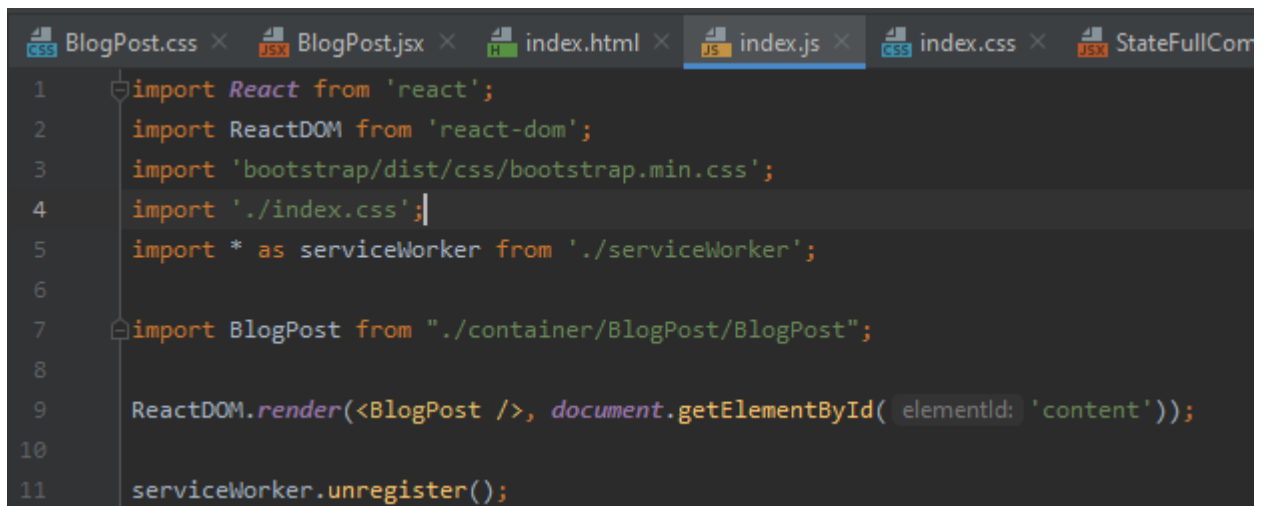 BlogPost.css × BlogPost.jsx × index.html × index.js × index.css × StateFullCom
1 import React from 'react';
2 import ReactDOM from 'react-dom';
3 import 'bootstrap/dist/css/bootstrap.min.css';
4 import './index.css';
5 import * as serviceWorker from './serviceWorker';
6
7 import BlogPost from "./container/BlogPost/BlogPost";
8
9 ReactDOM.render(<BlogPost />, document.getElementById( elementId: 'content'));
10
11 serviceWorker.unregister();